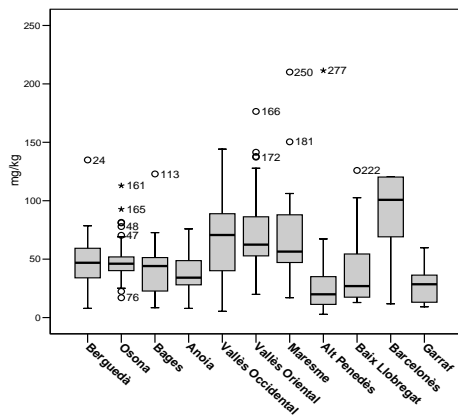 250
200
150
100
50
0
mg/kg
24
161
165
48
47
76
113
166
172
250
181
277
222
Berguedà
Osona
Bages
Anoia
Vallès Occidental
Vallès Oriental
Maresme
Alt Penedès
Baix Llobregat
Barcelonès
Garraf